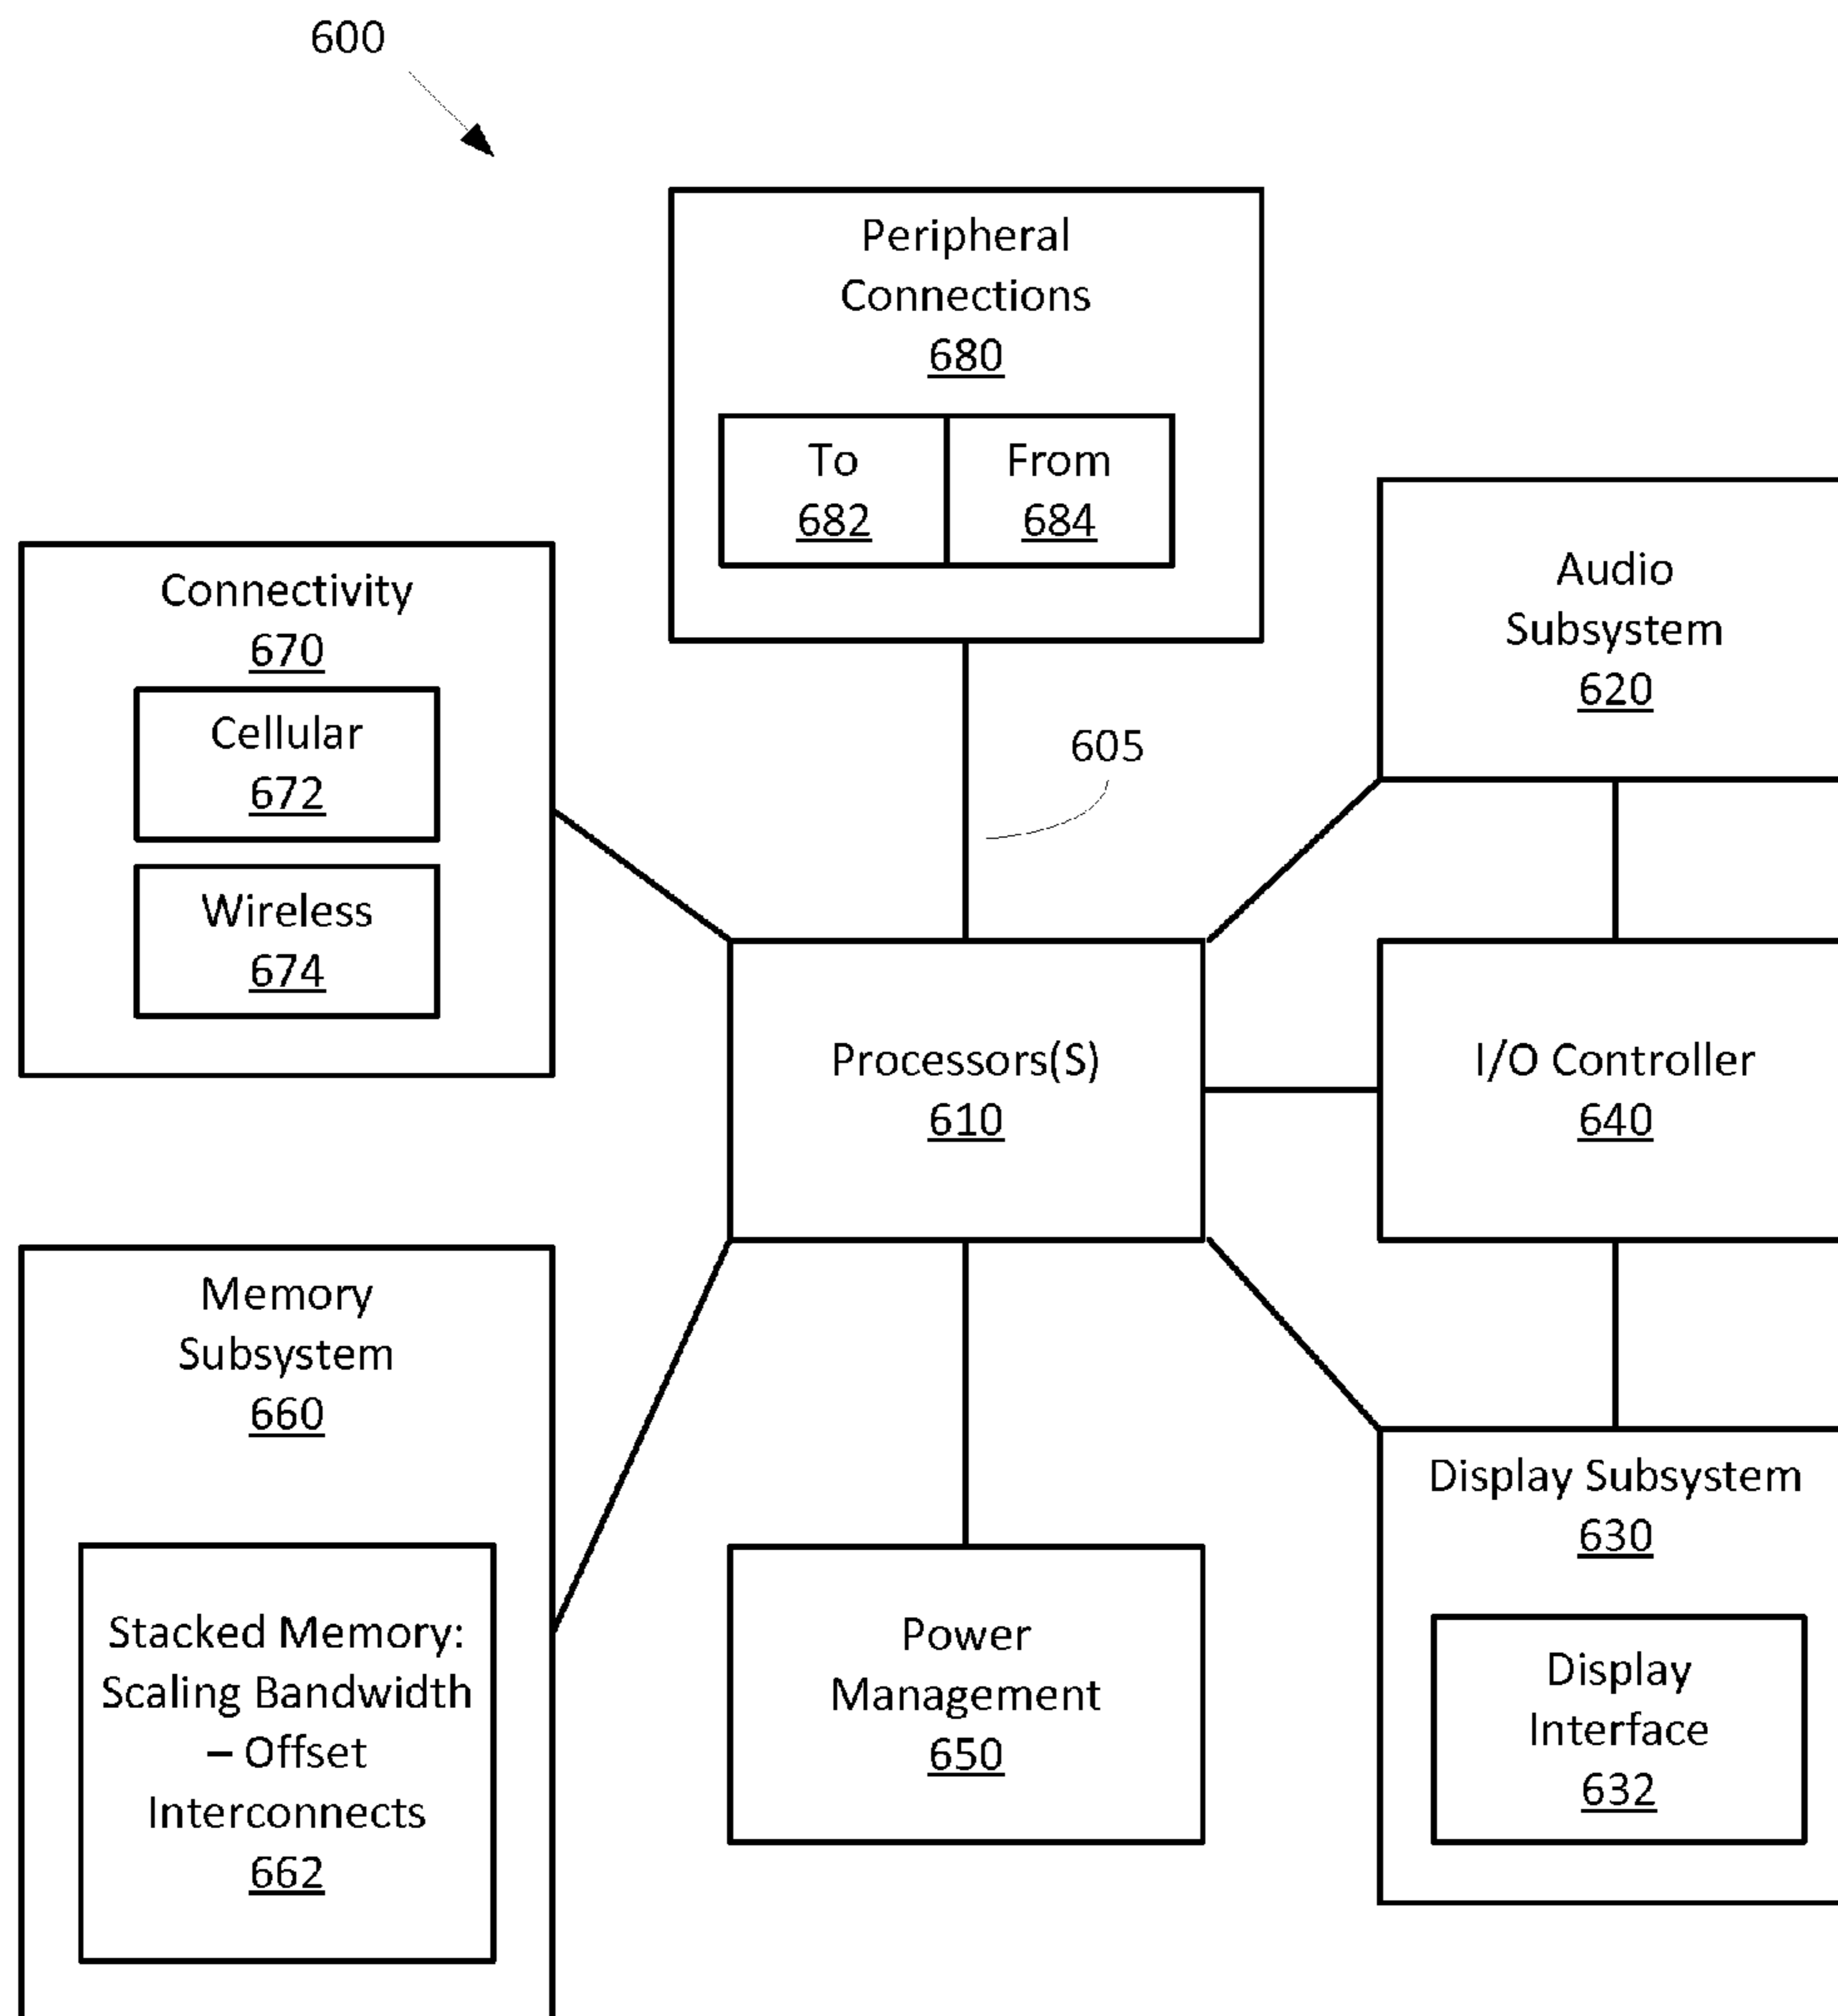 600
Peripheral
Connections
680
To
682
From
684
Audio
Subsystem
620
Connectivity
670
Cellular
672
Wireless
674
605
Processors(S)
610
I/O Controller
640
Memory
Subsystem
660
Stacked Memory:
Scaling Bandwidth
– Offset
Interconnects
662
Power
Management
650
Display Subsystem
630
Display
Interface
632